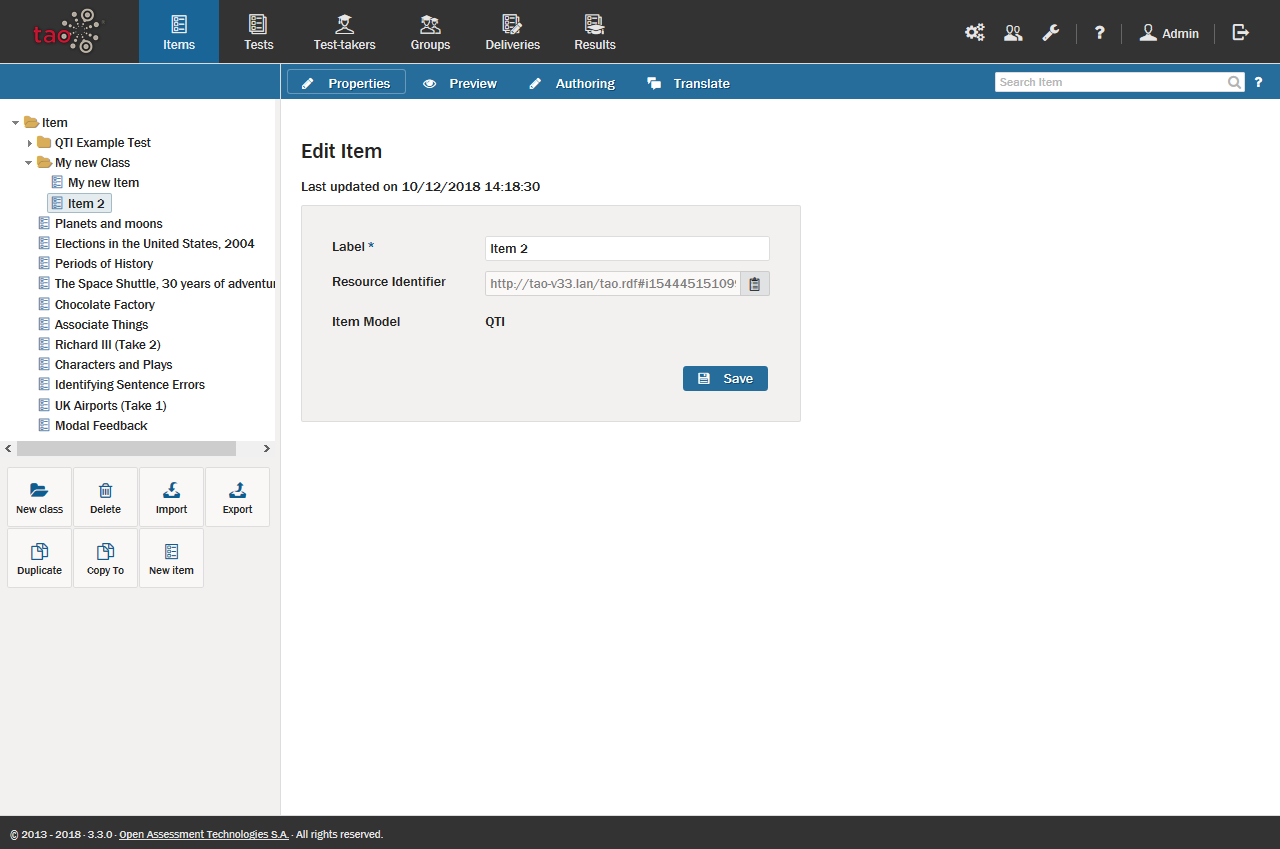 tao
Items
Tests
Test-takers
Groups
Deliveries
Results
?
Admin
Properties
Preview
Authoring
Translate
Search Item
?
Item
QTI Example Test
My new Class
My new Item
Item 2
Planets and moons
Elections in the United States, 2004
Periods of History
The Space Shuttle, 30 years of adventur
Chocolate Factory
Associate Things
Richard III (Take 2)
Characters and Plays
Identifying Sentence Errors
UK Airports (Take 1)
Modal Feedback
New class
Delete
Import
Export
Duplicate
Copy To
New item
Edit Item
Last updated on 10/12/2018 14:18:30
Label *
Item 2
Resource Identifier
http://tao-v33.lan/tao.rdf#i154445151099
Item Model
QTI
Save
© 2013 - 2018 · 3.3.0 · Open Assessment Technologies S.A. · All rights reserved.